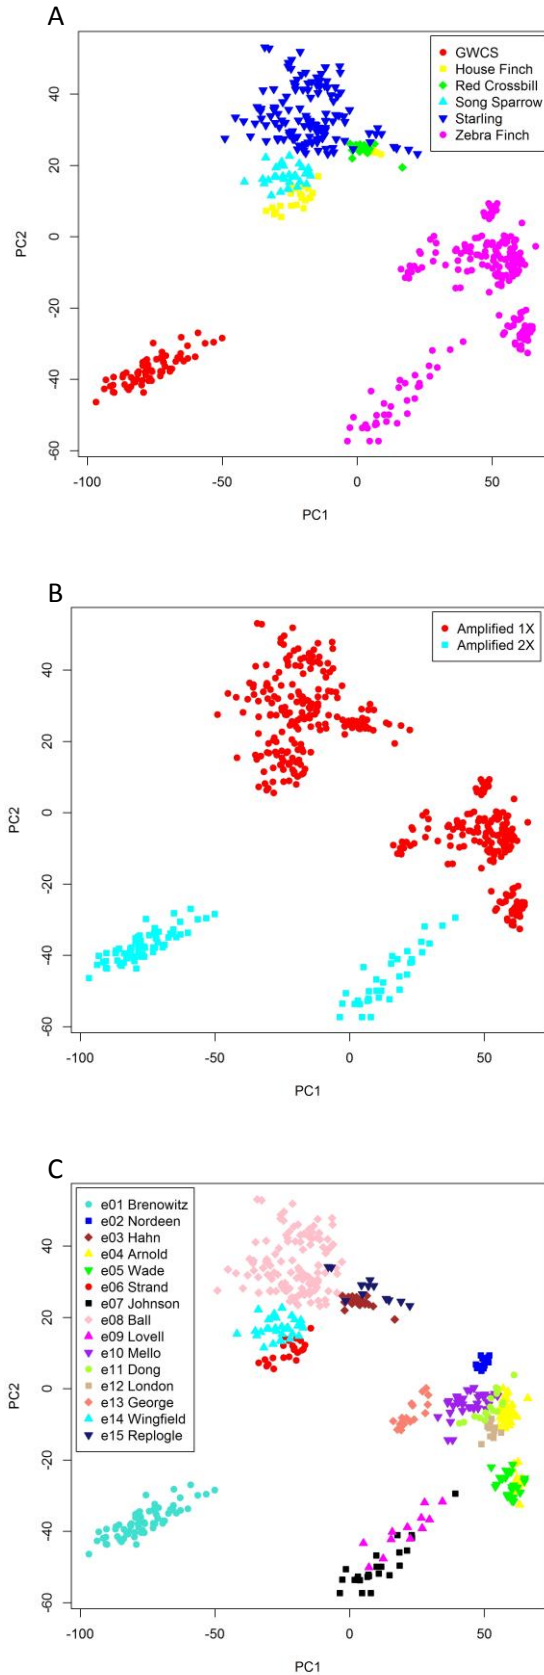 A
GWCS
House Finch
Red Crossbill
Song Sparrow
Starling
Zebra Finch
40
20
0
-20
-40
-60
PC2
-100
-50
0
50
PC1
B
Amplified 1X
Amplified 2X
40
20
0
-20
-40
-60
PC2
-100
-50
0
50
PC1
C
e01 Brenowitz
e02 Nordeen
e03 Hahn
e04 Arnold
e05 Wade
e06 Strand
e07 Johnson
e08 Ball
e09 Lovell
e10 Mello
e11 Dong
e12 London
e13 George
e14 Wingfield
e15 Replogle
40
20
0
-20
-40
-60
PC2
-100
-50
0
50
PC1